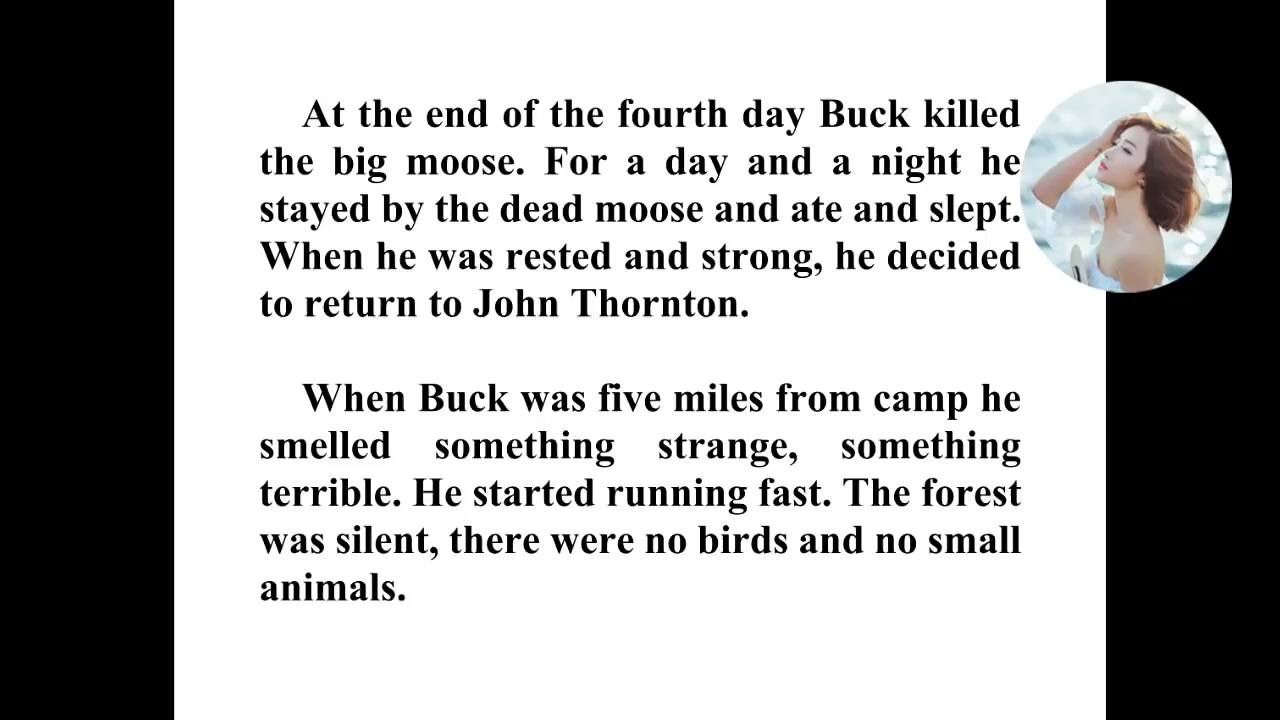 At the end of the fourth day Buck killed
the big moose. For a day and a night he
stayed by the dead moose and ate and slept.
When he was rested and strong, he decided
to return to John Thornton.
When Buck was five miles from camp he
smelled something strange, something
terrible. He started running fast. The forest
was silent, there were no birds and no small
animals.